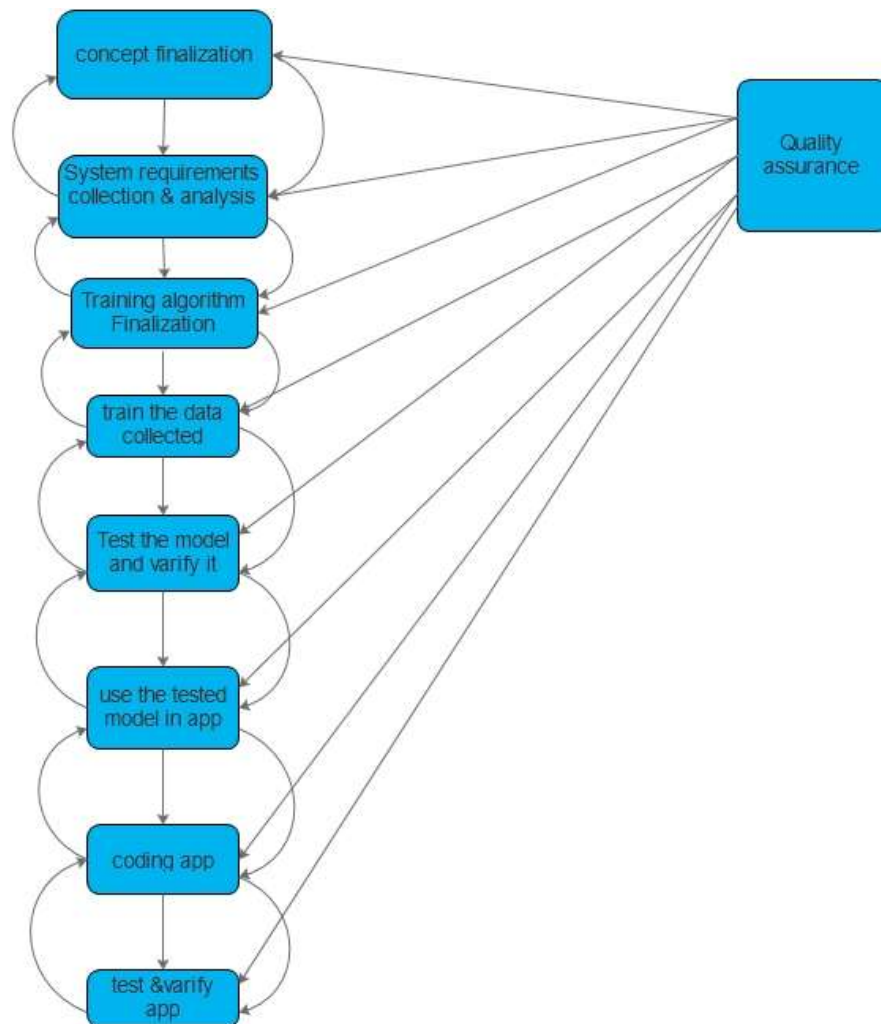 concept finalization
System requirements
collection & analysis
Quality
assurance
Training algorithm
Finalization
train the data
collected
Test the model
and varify it
use the tested
model in app
coding app
test &varify
app